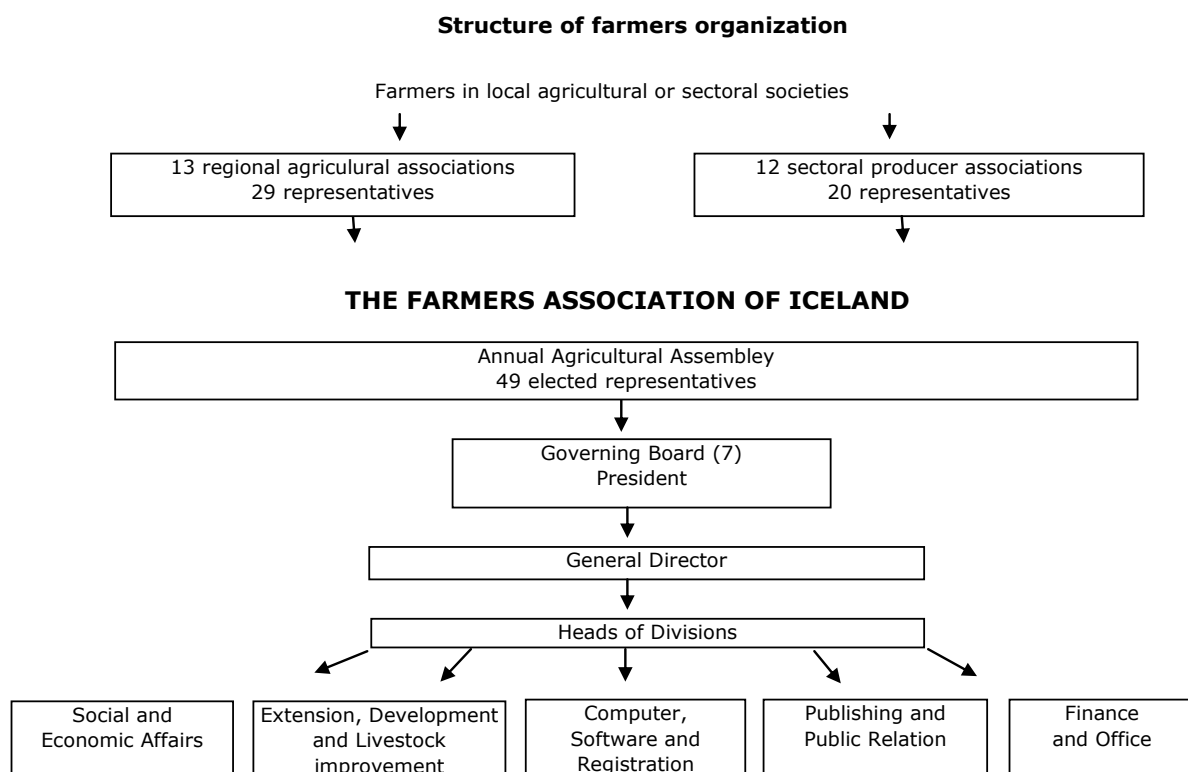 Structure of farmers organization
Farmers in local agricultural or sectoral societies
13 regional agriculural associations
29 representatives
12 sectoral producer associations
20 representatives
THE FARMERS ASSOCIATION OF ICELAND
Annual Agricultural Assembley
49 elected representatives
Governing Board (7)
President
General Director
Heads of Divisions
Social and
Economic Affairs
Extension, Development
and Livestock
improvement
Computer,
Software and
Registration
Publishing and
Public Relation
Finance
and Office